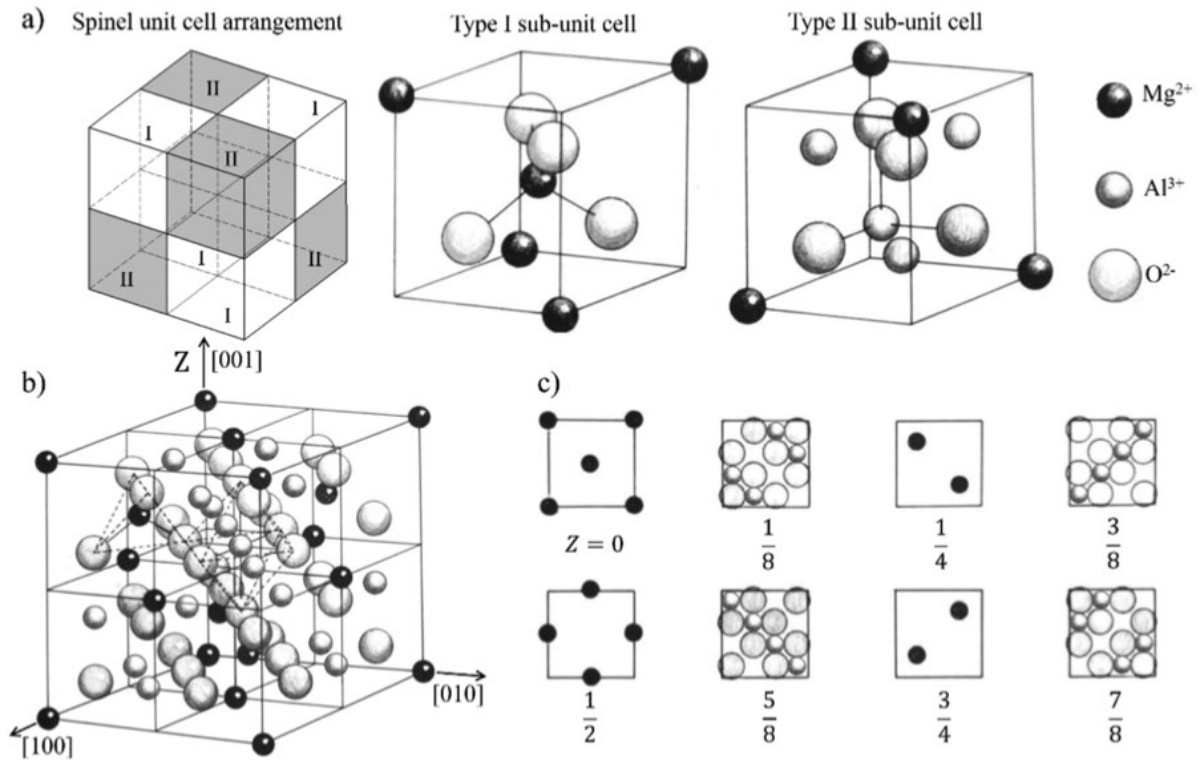 a) Spinel unit cell arrangement Type I sub-unit cell Type II sub-unit cell
II
I
I
II
II
I
II
I
Mg²⁺
Al³⁺
O²⁻
b)
Z [001]
[010]
[100]
c)
Z = 0 1/8 1/4 3/8
1/2 5/8 3/4 7/8